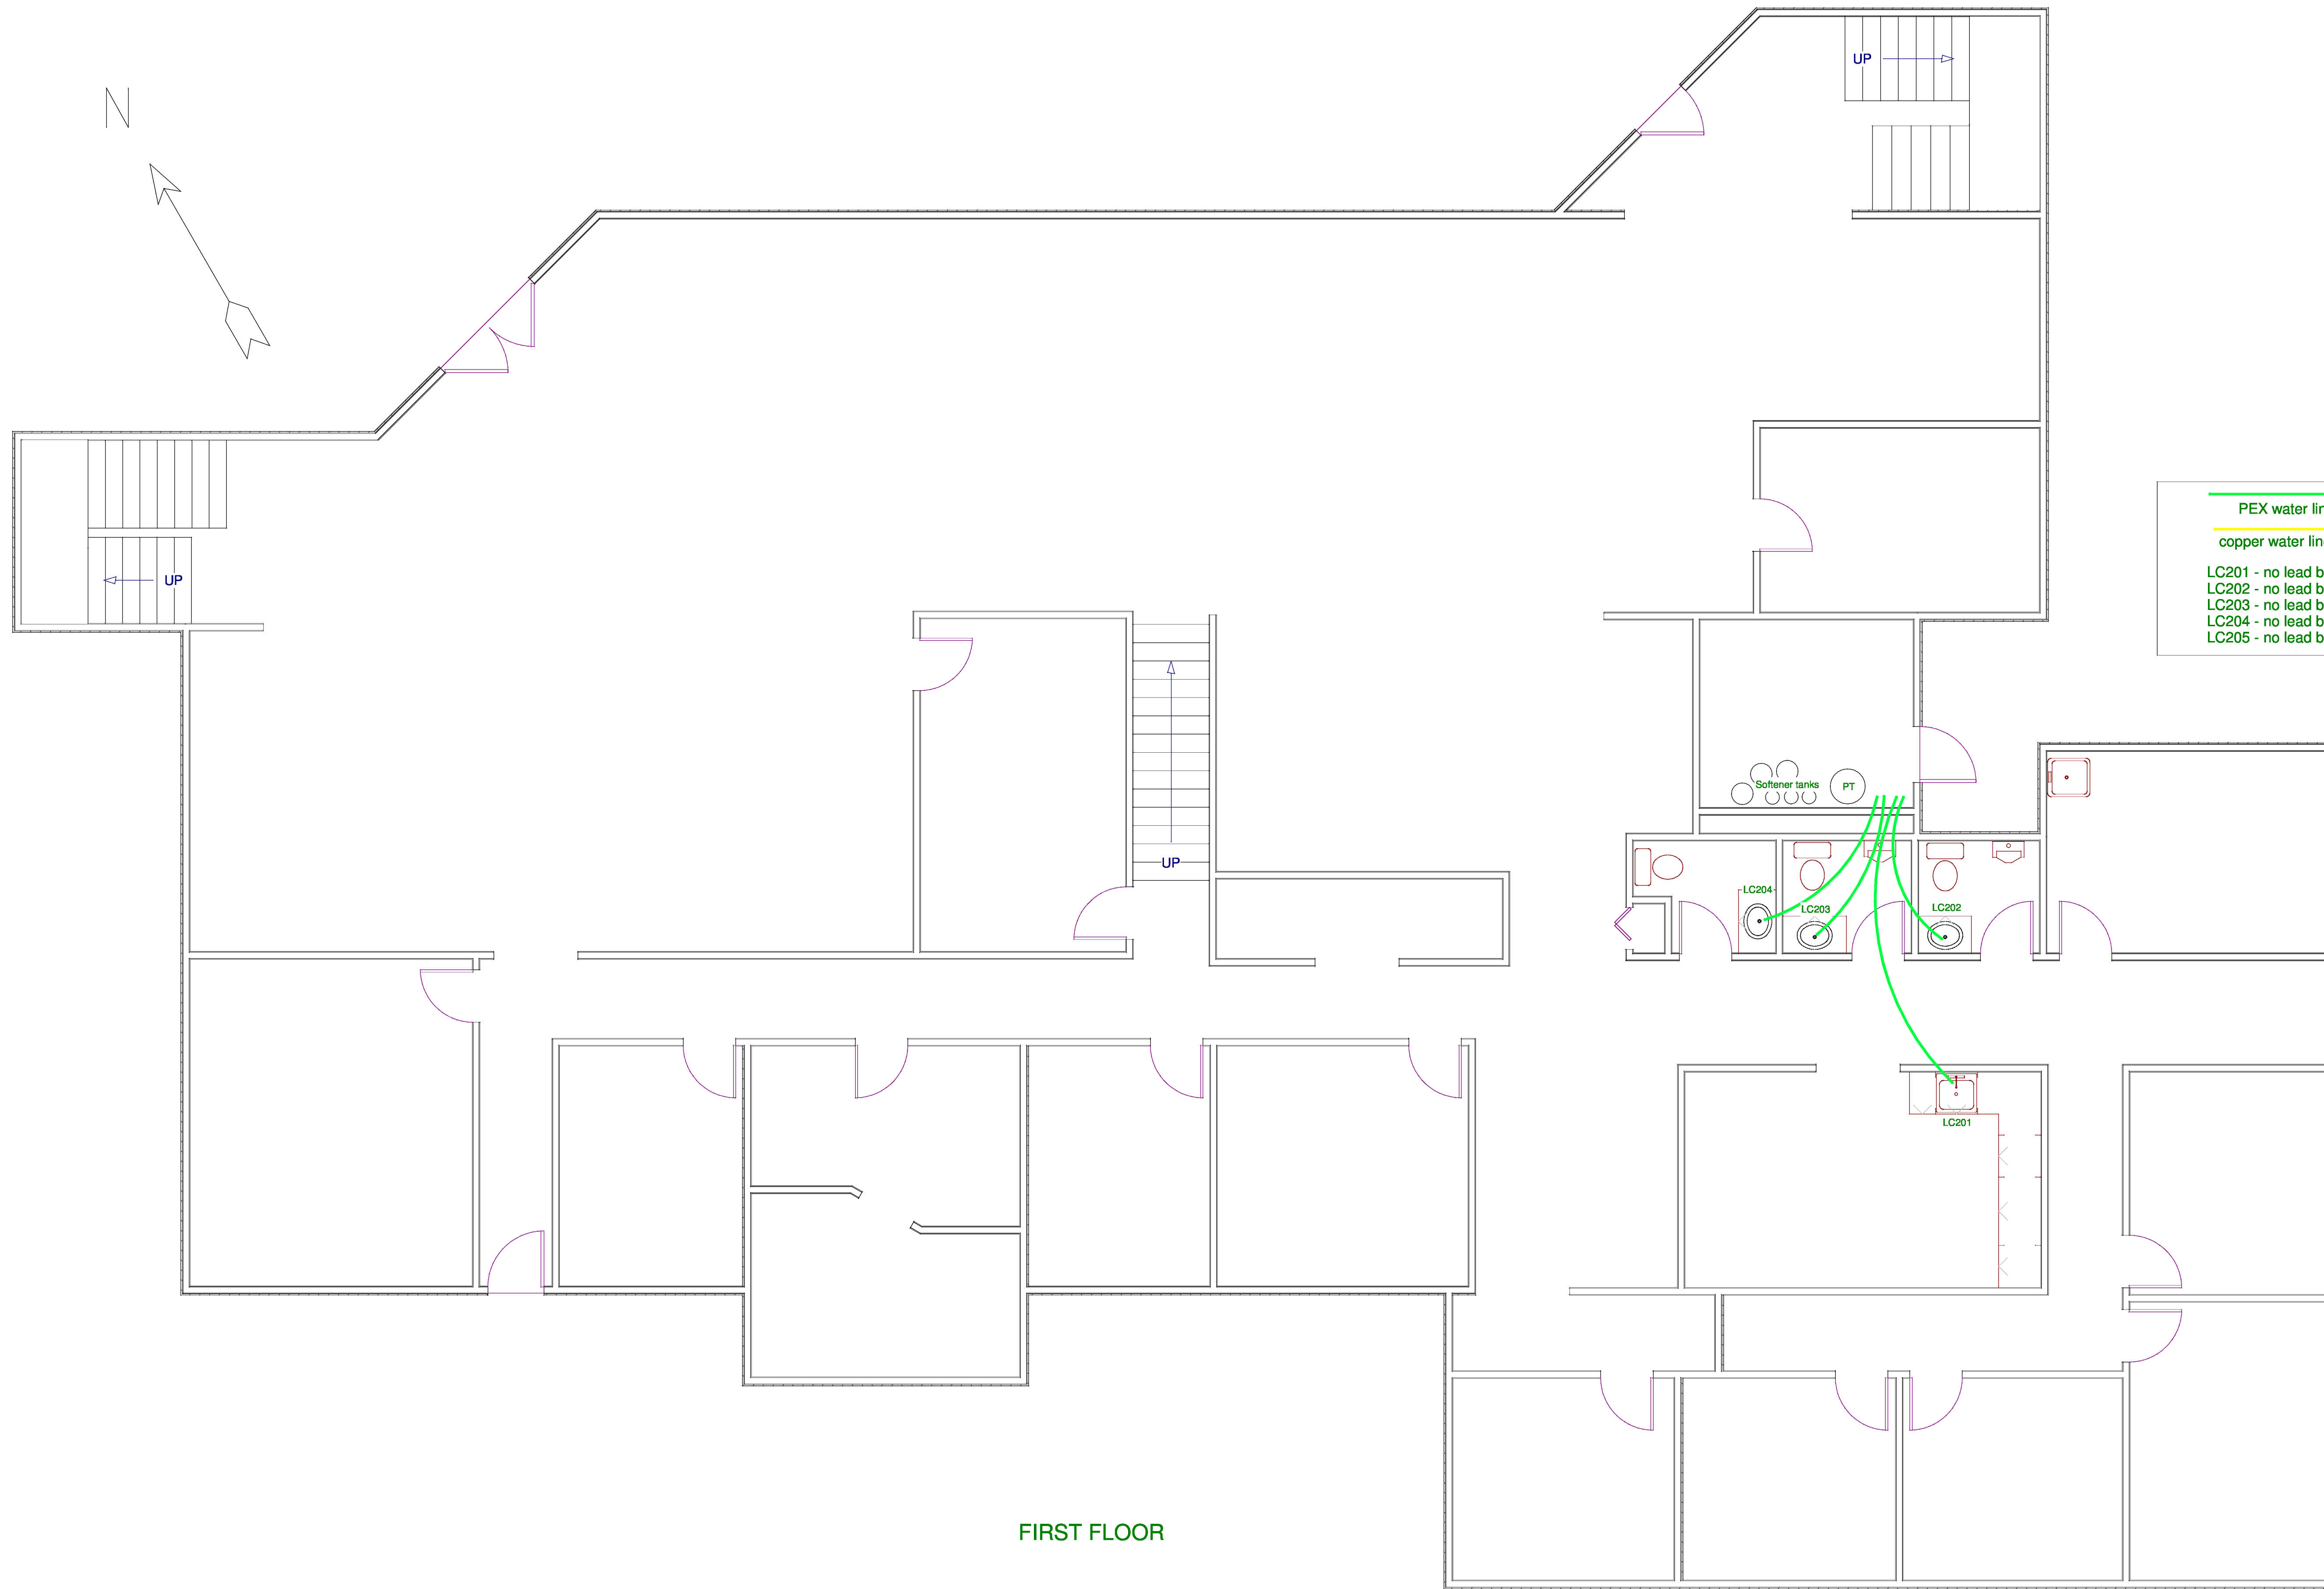 UP
N
PEX water lin
copper water lin
LC201 - no lead b
LC202 - no lead b
LC203 - no lead b
LC204 - no lead b
LC205 - no lead b
UP
Softener tanks
PT
UP
LC204
LC203
LC202
LC201
FIRST FLOOR